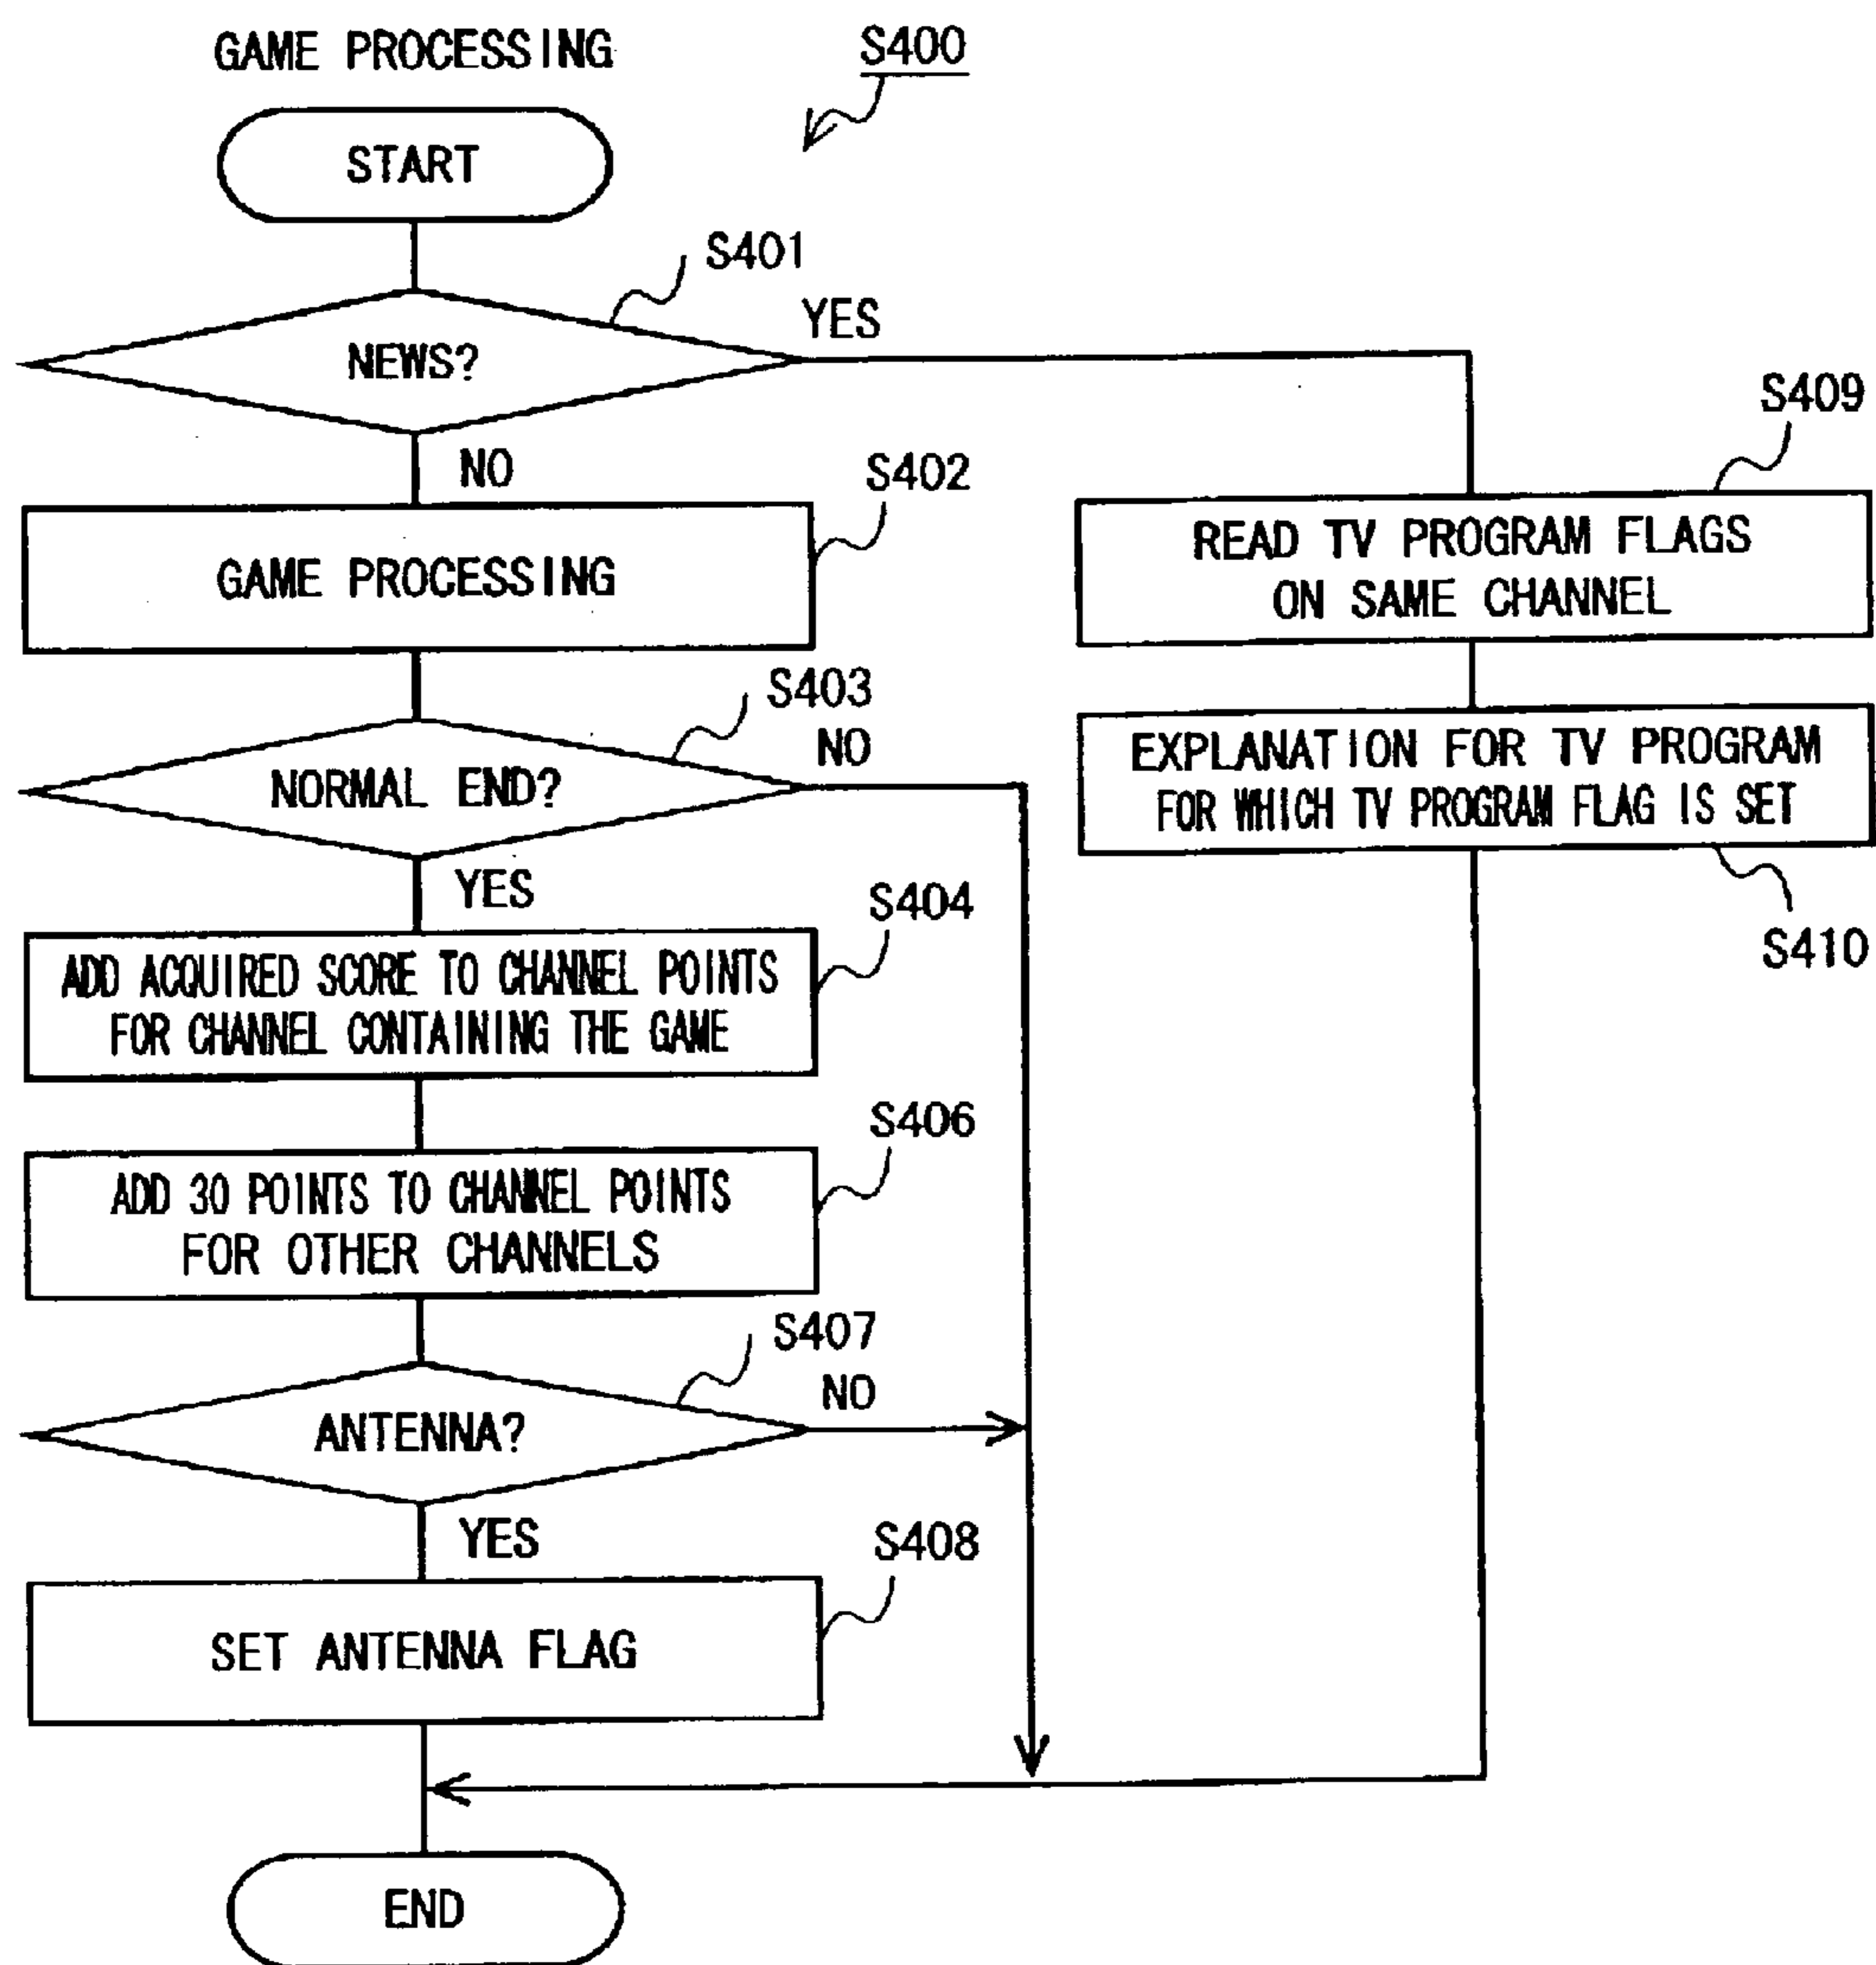 GAME PROCESSING
S400
START
S401
NEWS?
YES
NO
S402
GAME PROCESSING
S409
READ TV PROGRAM FLAGS
ON SAME CHANNEL
S403
NORMAL END?
NO
YES
EXPLANATION FOR TV PROGRAM
FOR WHICH TV PROGRAM FLAG IS SET
S410
S404
ADD ACQUIRED SCORE TO CHANNEL POINTS
FOR CHANNEL CONTAINING THE GAME
S406
ADD 30 POINTS TO CHANNEL POINTS
FOR OTHER CHANNELS
S407
ANTENNA?
NO
YES
S408
SET ANTENNA FLAG
END